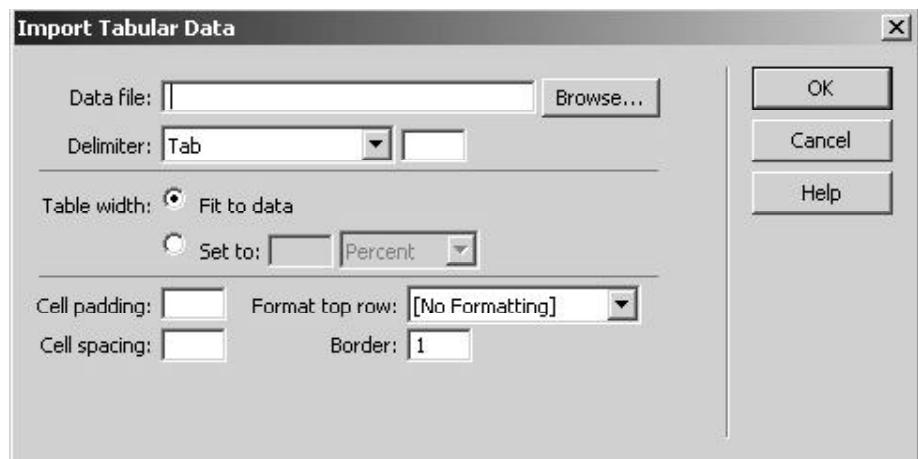 Import Tabular Data
Data file: Browse... OK
Delimiter: Tab Cancel
Table width: Fit to data Help
Set to: Percent
Cell padding: Format top row: [No Formatting]
Cell spacing: Border: 1